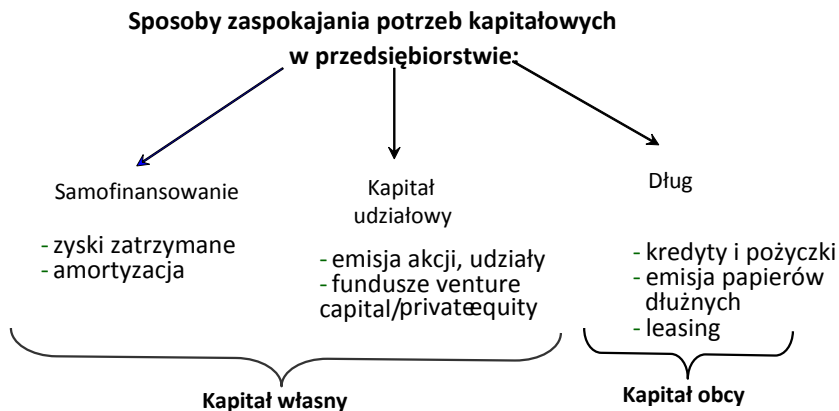 Sposoby zaspokajania potrzeb kapitałowych
w przedsiębiorstwie:
Samofinansowanie
- zyski zatrzymane
- amortyzacja
Kapitał
udziałowy
- emisja akcji, udziały
- fundusze venture
capital/privateequity
Dług
- kredyty i pożyczki
- emisja papierów
dłużnych
- leasing
Kapitał własny
Kapitał obcy